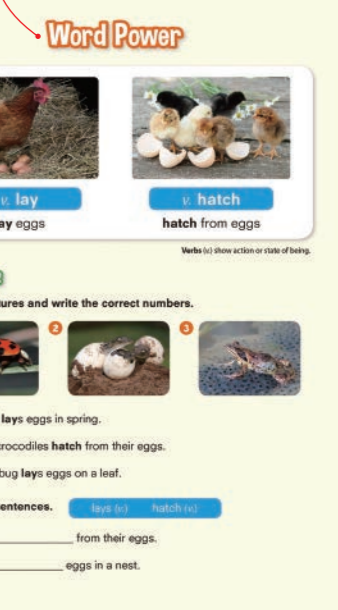 Word Power
v. lay
v. hatch
ay eggs
hatch from eggs
Verbs (v.) show action or state of being.
g
ures and write the correct numbers.
2
3
lays eggs in spring.
crocodiles hatch from their eggs.
bug lays eggs on a leaf.
entences.
lays (v.) hatch (v.)
from their eggs.
eggs in a nest.